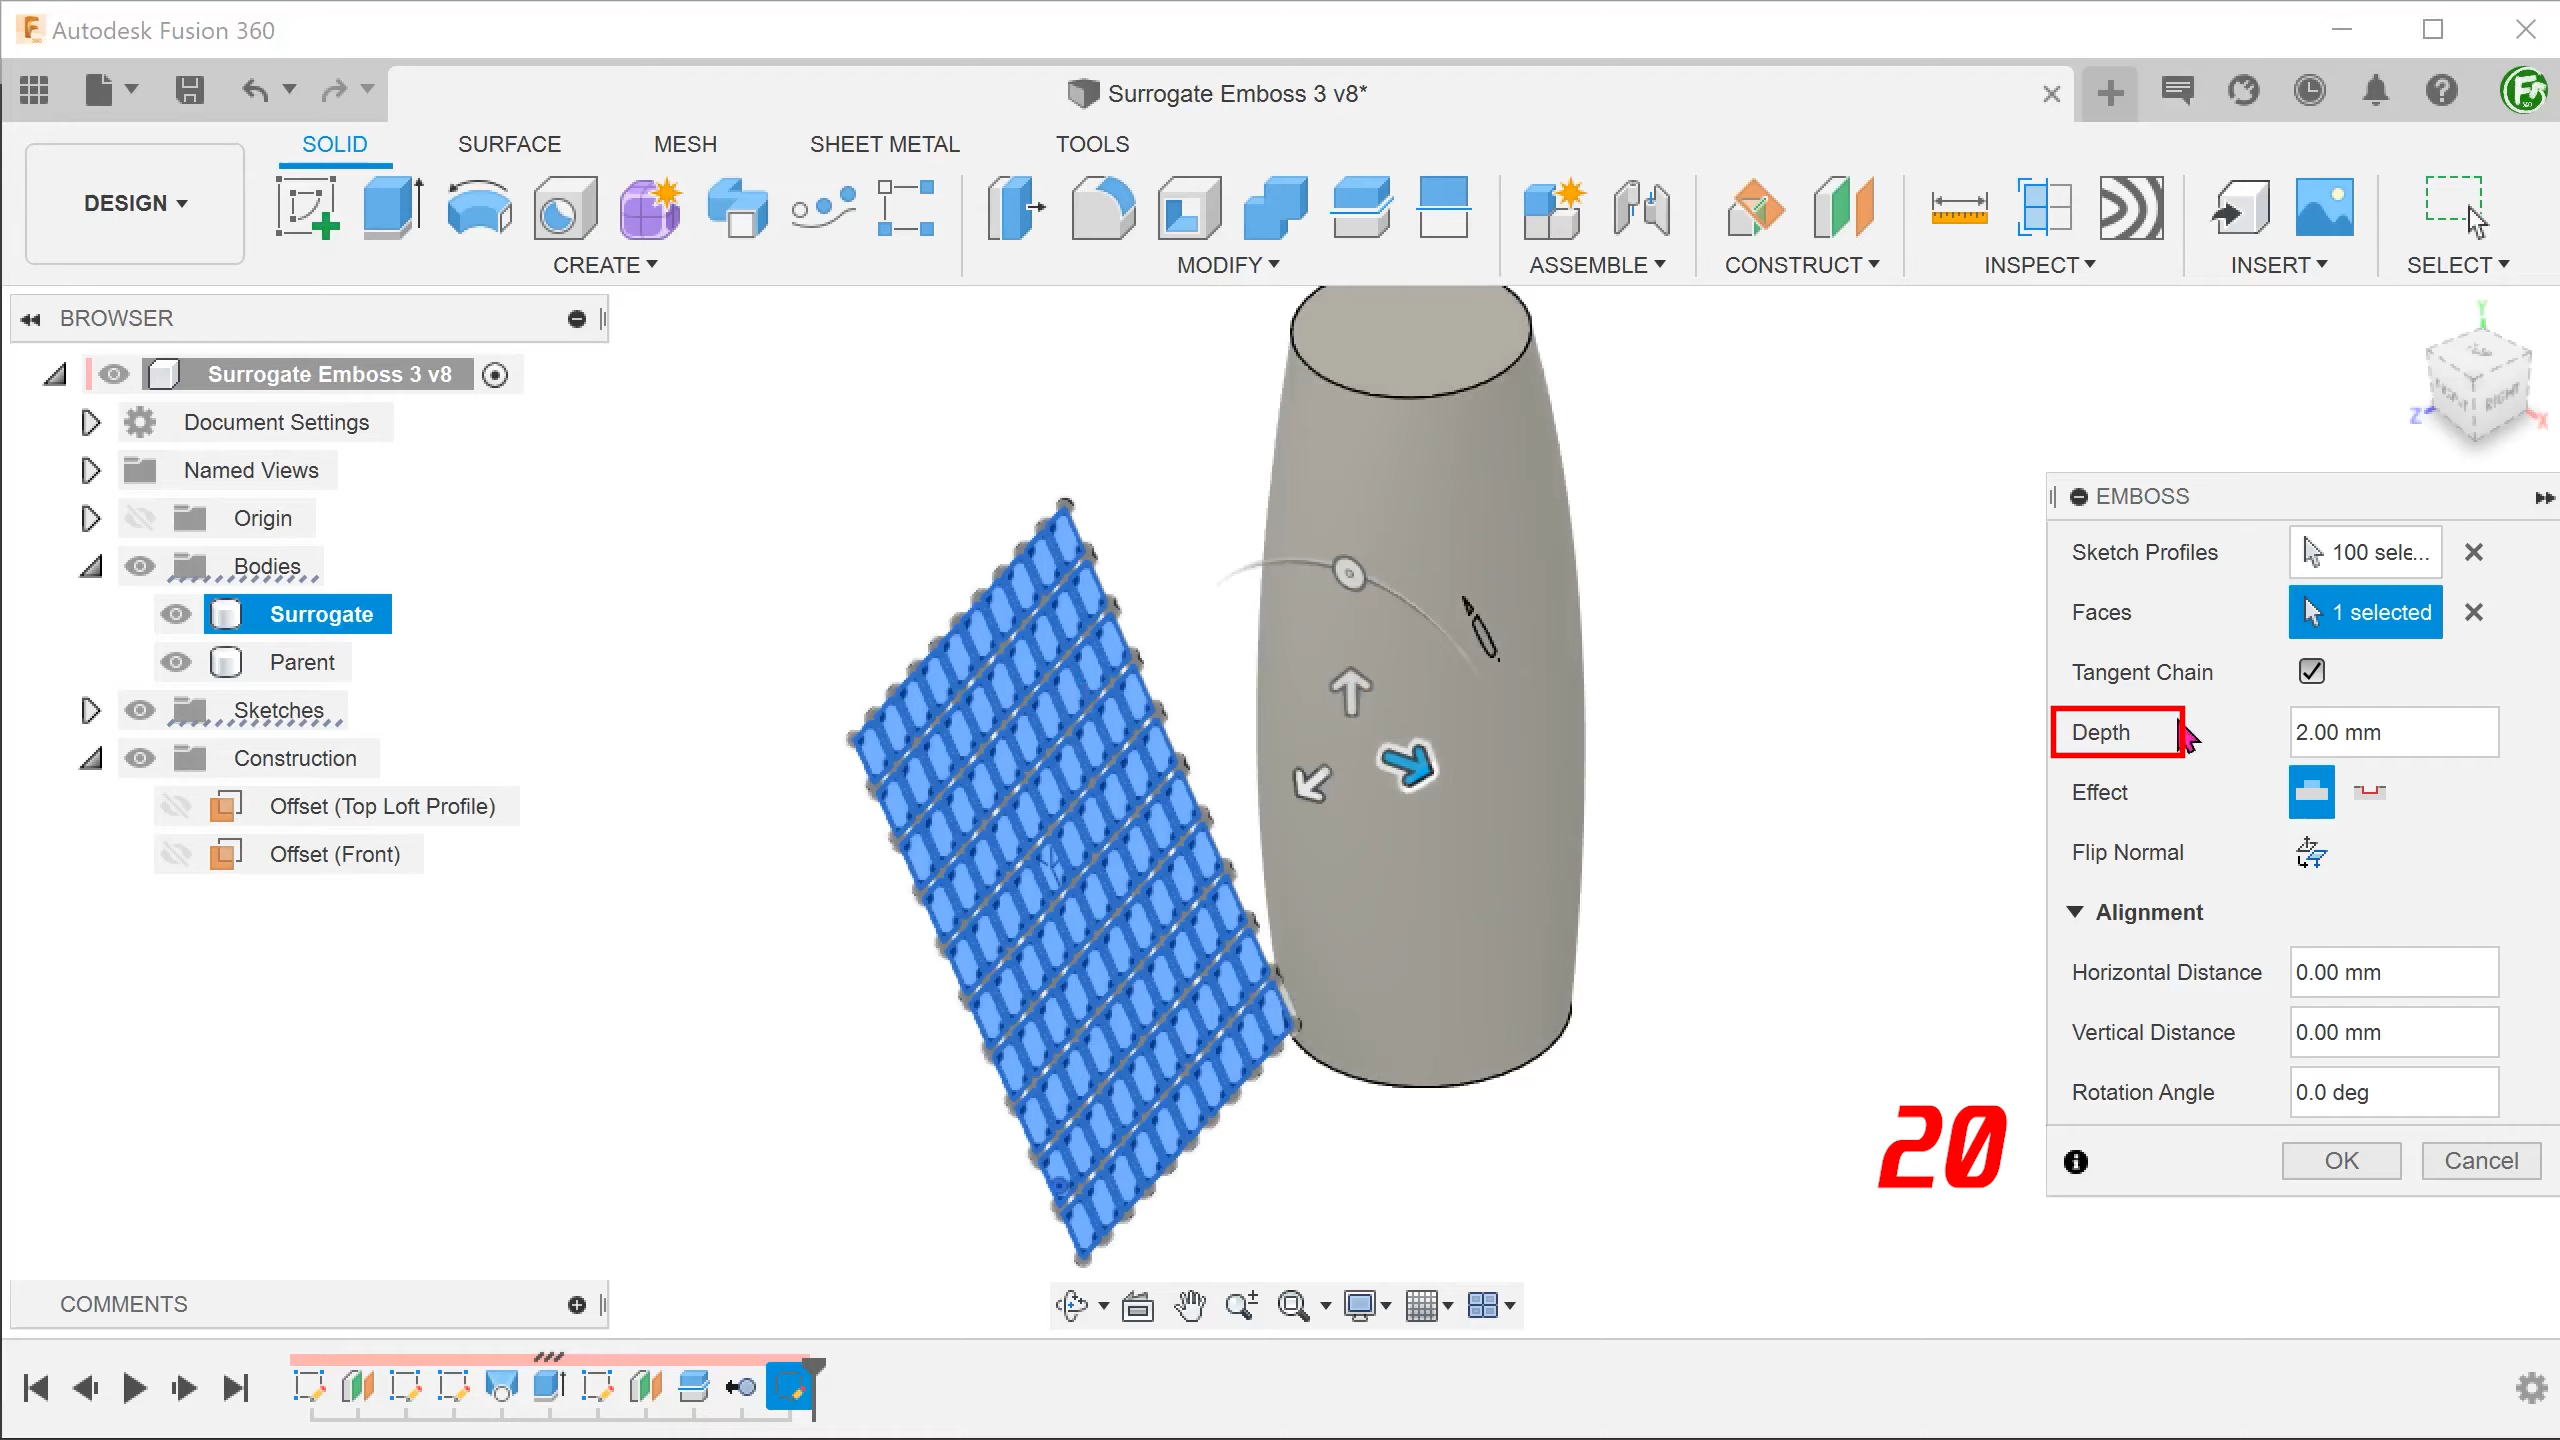 Autodesk Fusion 360
Surrogate Emboss 3 v8*
SOLID SURFACE MESH SHEET METAL TOOLS
DESIGN
CREATE MODIFY ASSEMBLE CONSTRUCT INSPECT INSERT SELECT
BROWSER
Surrogate Emboss 3 v8
Document Settings
Named Views
Origin
Bodies
Surrogate
Parent
Sketches
Construction
Offset (Top Loft Profile)
Offset (Front)
Y
RIGHT
Z
X
EMBOSS
Sketch Profiles 100 sele...
Faces 1 selected
Tangent Chain
Depth 2.00 mm
Effect
Flip Normal
Alignment
Horizontal Distance 0.00 mm
Vertical Distance 0.00 mm
Rotation Angle 0.0 deg
OK Cancel
20
COMMENTS